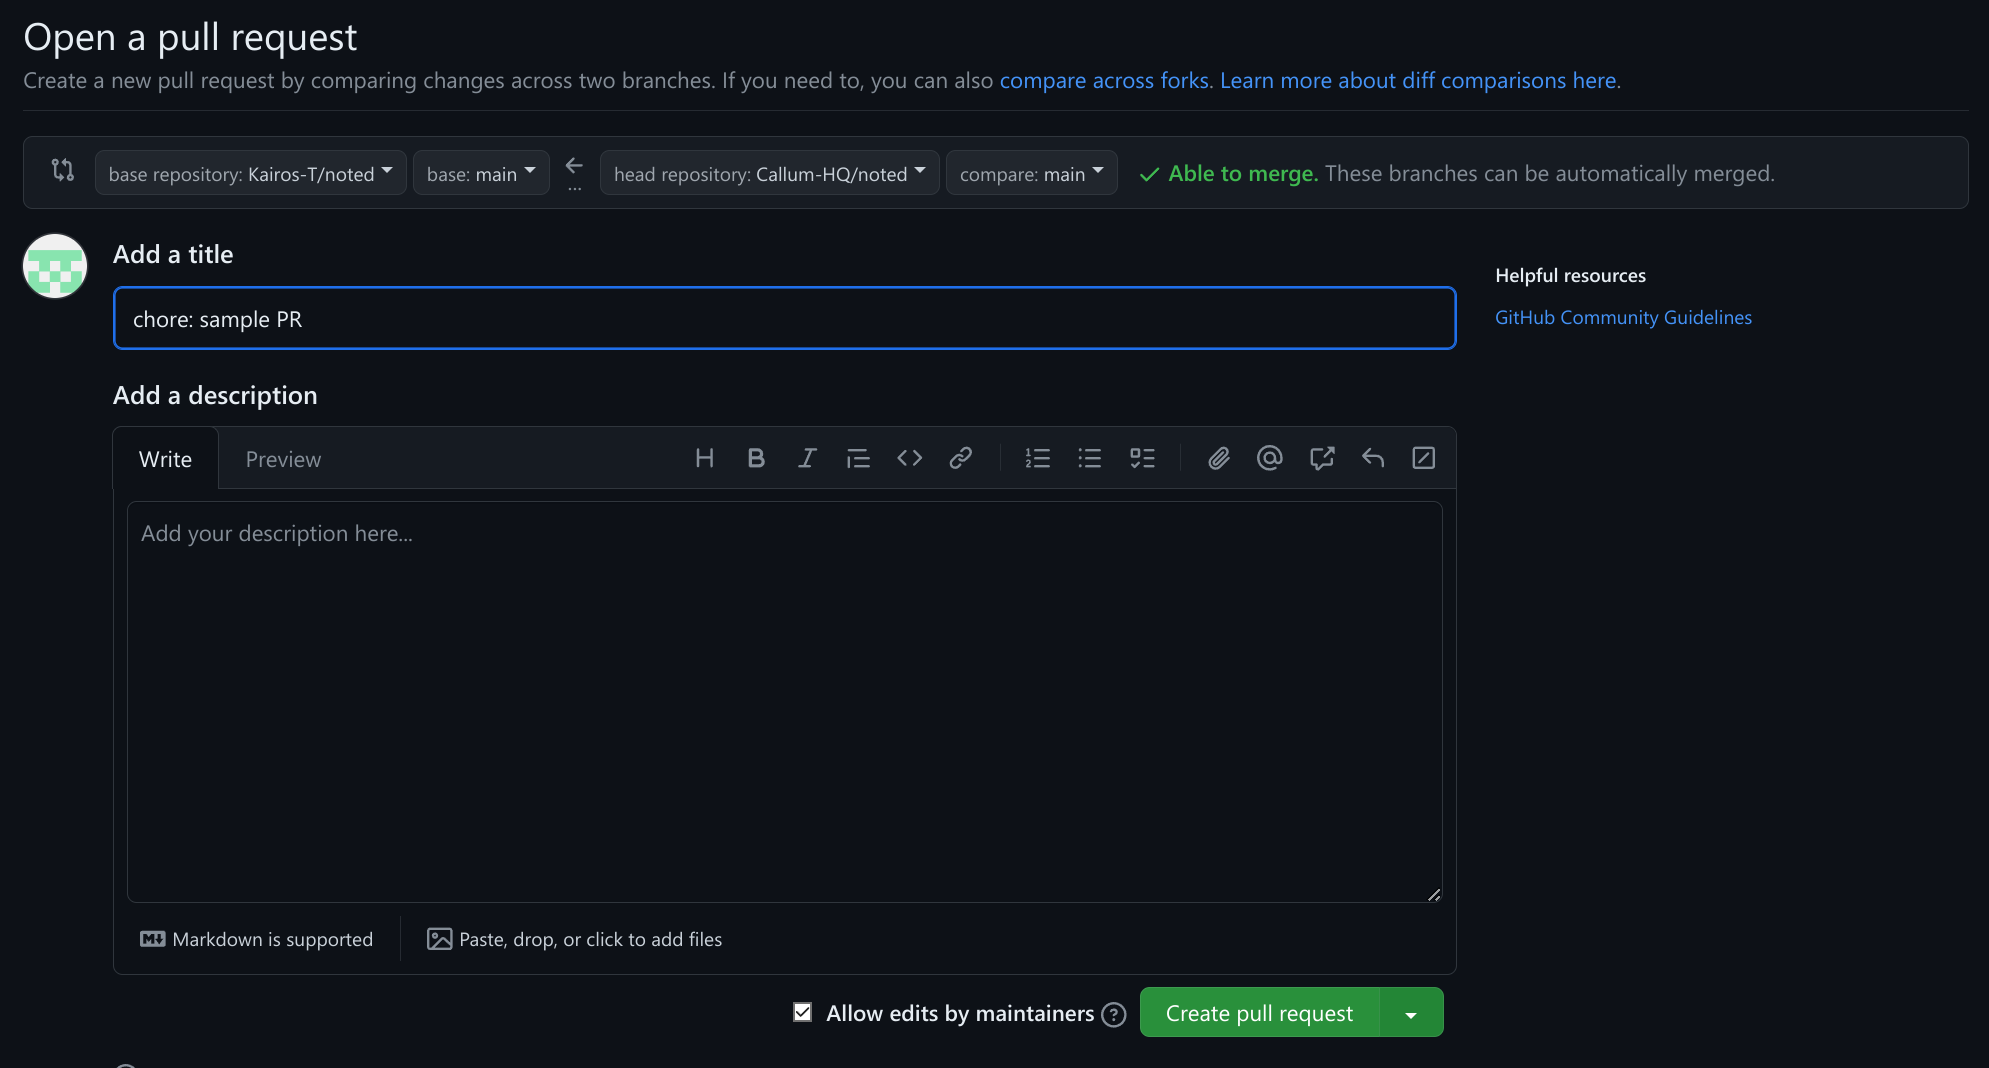 Open a pull request
Create a new pull request by comparing changes across two branches. If you need to, you can also compare across forks. Learn more about diff comparisons here.
base repository: Kairos-T/noted base: main ... head repository: Callum-HQ/noted compare: main Able to merge. These branches can be automatically merged.
Add a title
Helpful resources
chore: sample PR
GitHub Community Guidelines
Add a description
Write Preview
Add your description here...
Markdown is supported Paste, drop, or click to add files
Allow edits by maintainers Create pull request